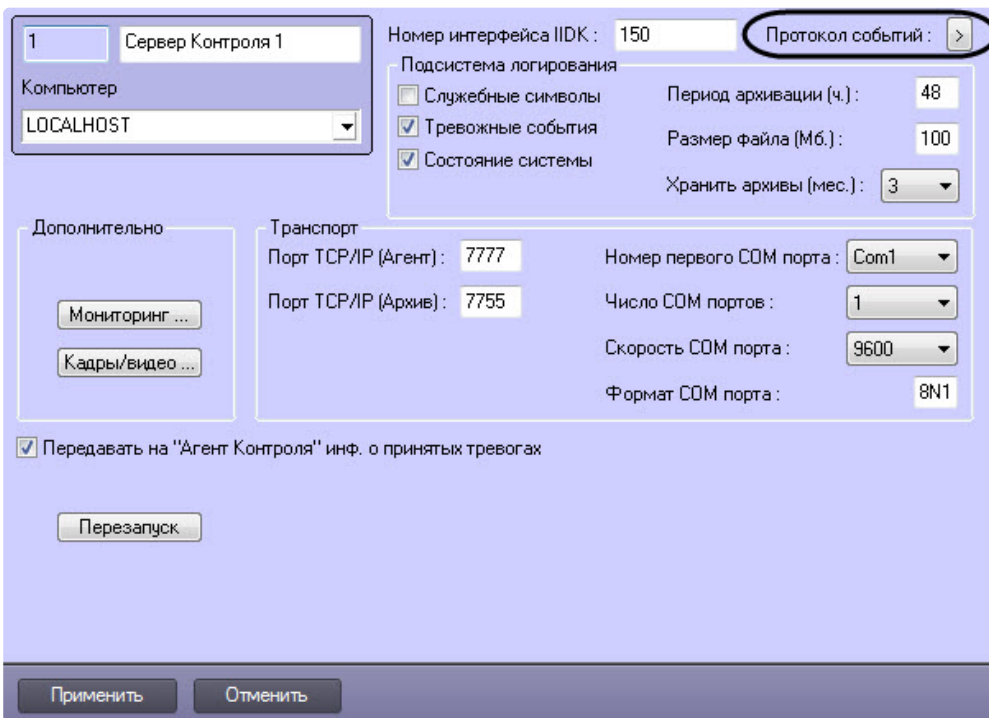 1 Сервер Контроля 1
Компьютер
LOCALHOST
Номер интерфейса IIDK : 150
Протокол событий : >
Подсистема логирования
Служебные символы
Тревожные события
Состояние системы
Период архивации (ч.) : 48
Размер файла (Мб.) : 100
Хранить архивы (мес.) : 3
Дополнительно
Мониторинг ...
Кадры/видео ...
Транспорт
Порт TCP/IP (Агент) : 7777
Порт TCP/IP (Архив) : 7755
Номер первого COM порта : Com1
Число COM портов : 1
Скорость COM порта : 9600
Формат COM порта : 8N1
Передавать на "Агент Контроля" инф. о принятых тревогах
Перезапуск
Применить
Отменить